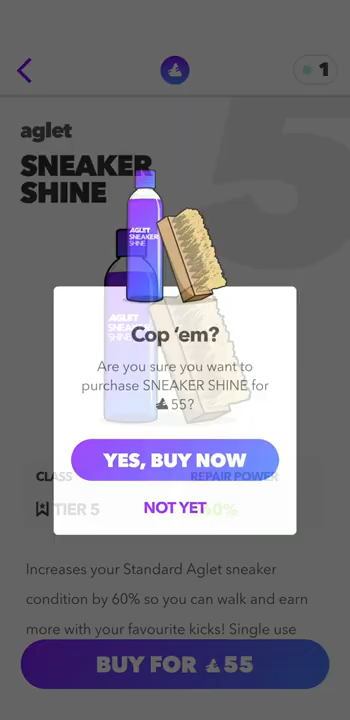 1
aglet
SNEAKER
SHINE
5
AGLET
SNEAKER
SHINE
AGLET
SNEAKER
SHINE
Cop ‘em?
Are you sure you want to
purchase SNEAKER SHINE for
55?
YES, BUY NOW
CLASS
REPAIR POWER
NOT YET
TIER 5
60%
Increases your Standard Aglet sneaker
condition by 60% so you can walk and earn
more with your favourite kicks! Single use
BUY FOR 55